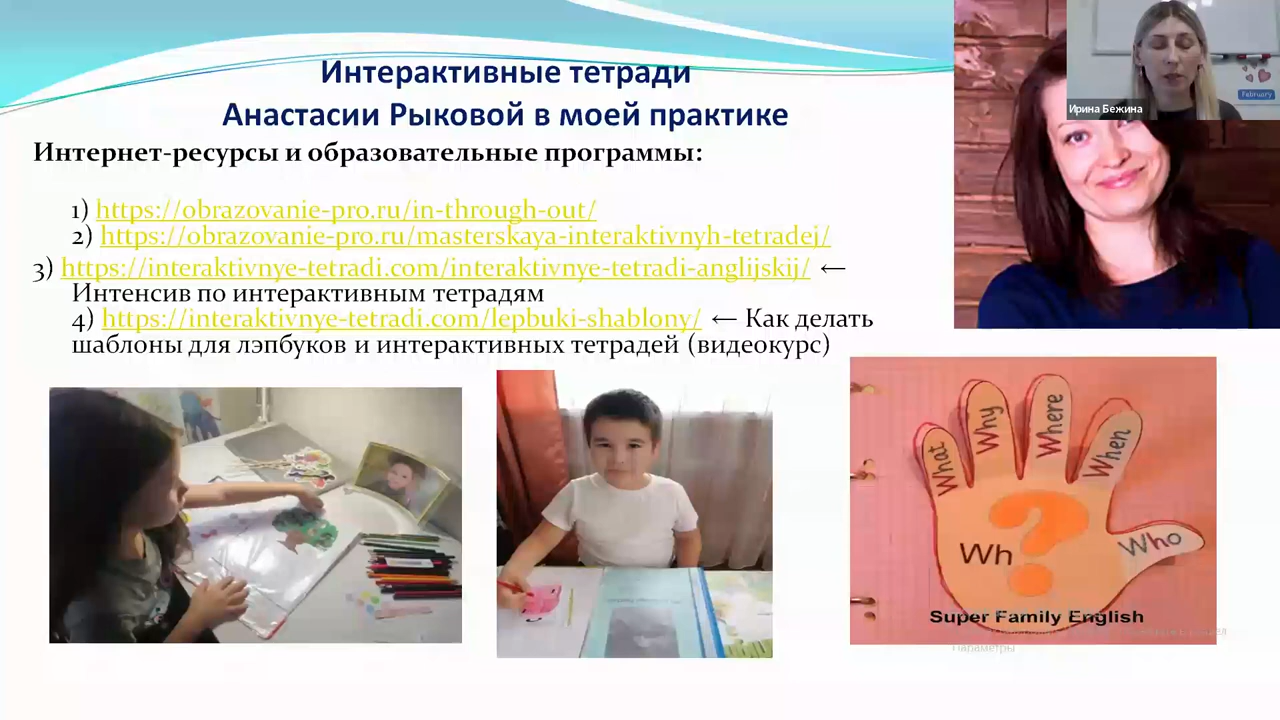 Интерактивные тетради
Анастасии Рыковой в моей практике
Интернет-ресурсы и образовательные программы:
1) https://obrazovanie-pro.ru/in-through-out/
2) https://obrazovanie-pro.ru/masterskaya-interaktivnyh-tetradej/
3) https://interaktivnye-tetradi.com/interaktivnye-tetradi-anglijskij/ ←
Интенсив по интерактивным тетрадям
4) https://interaktivnye-tetradi.com/lepbuki-shablony/ ← Как делать
шаблоны для лэпбуков и интерактивных тетрадей (видеокурс)
Ирина Бежина
February
What
Why
Where
When
Who
Wh
Super Family English
Параметры